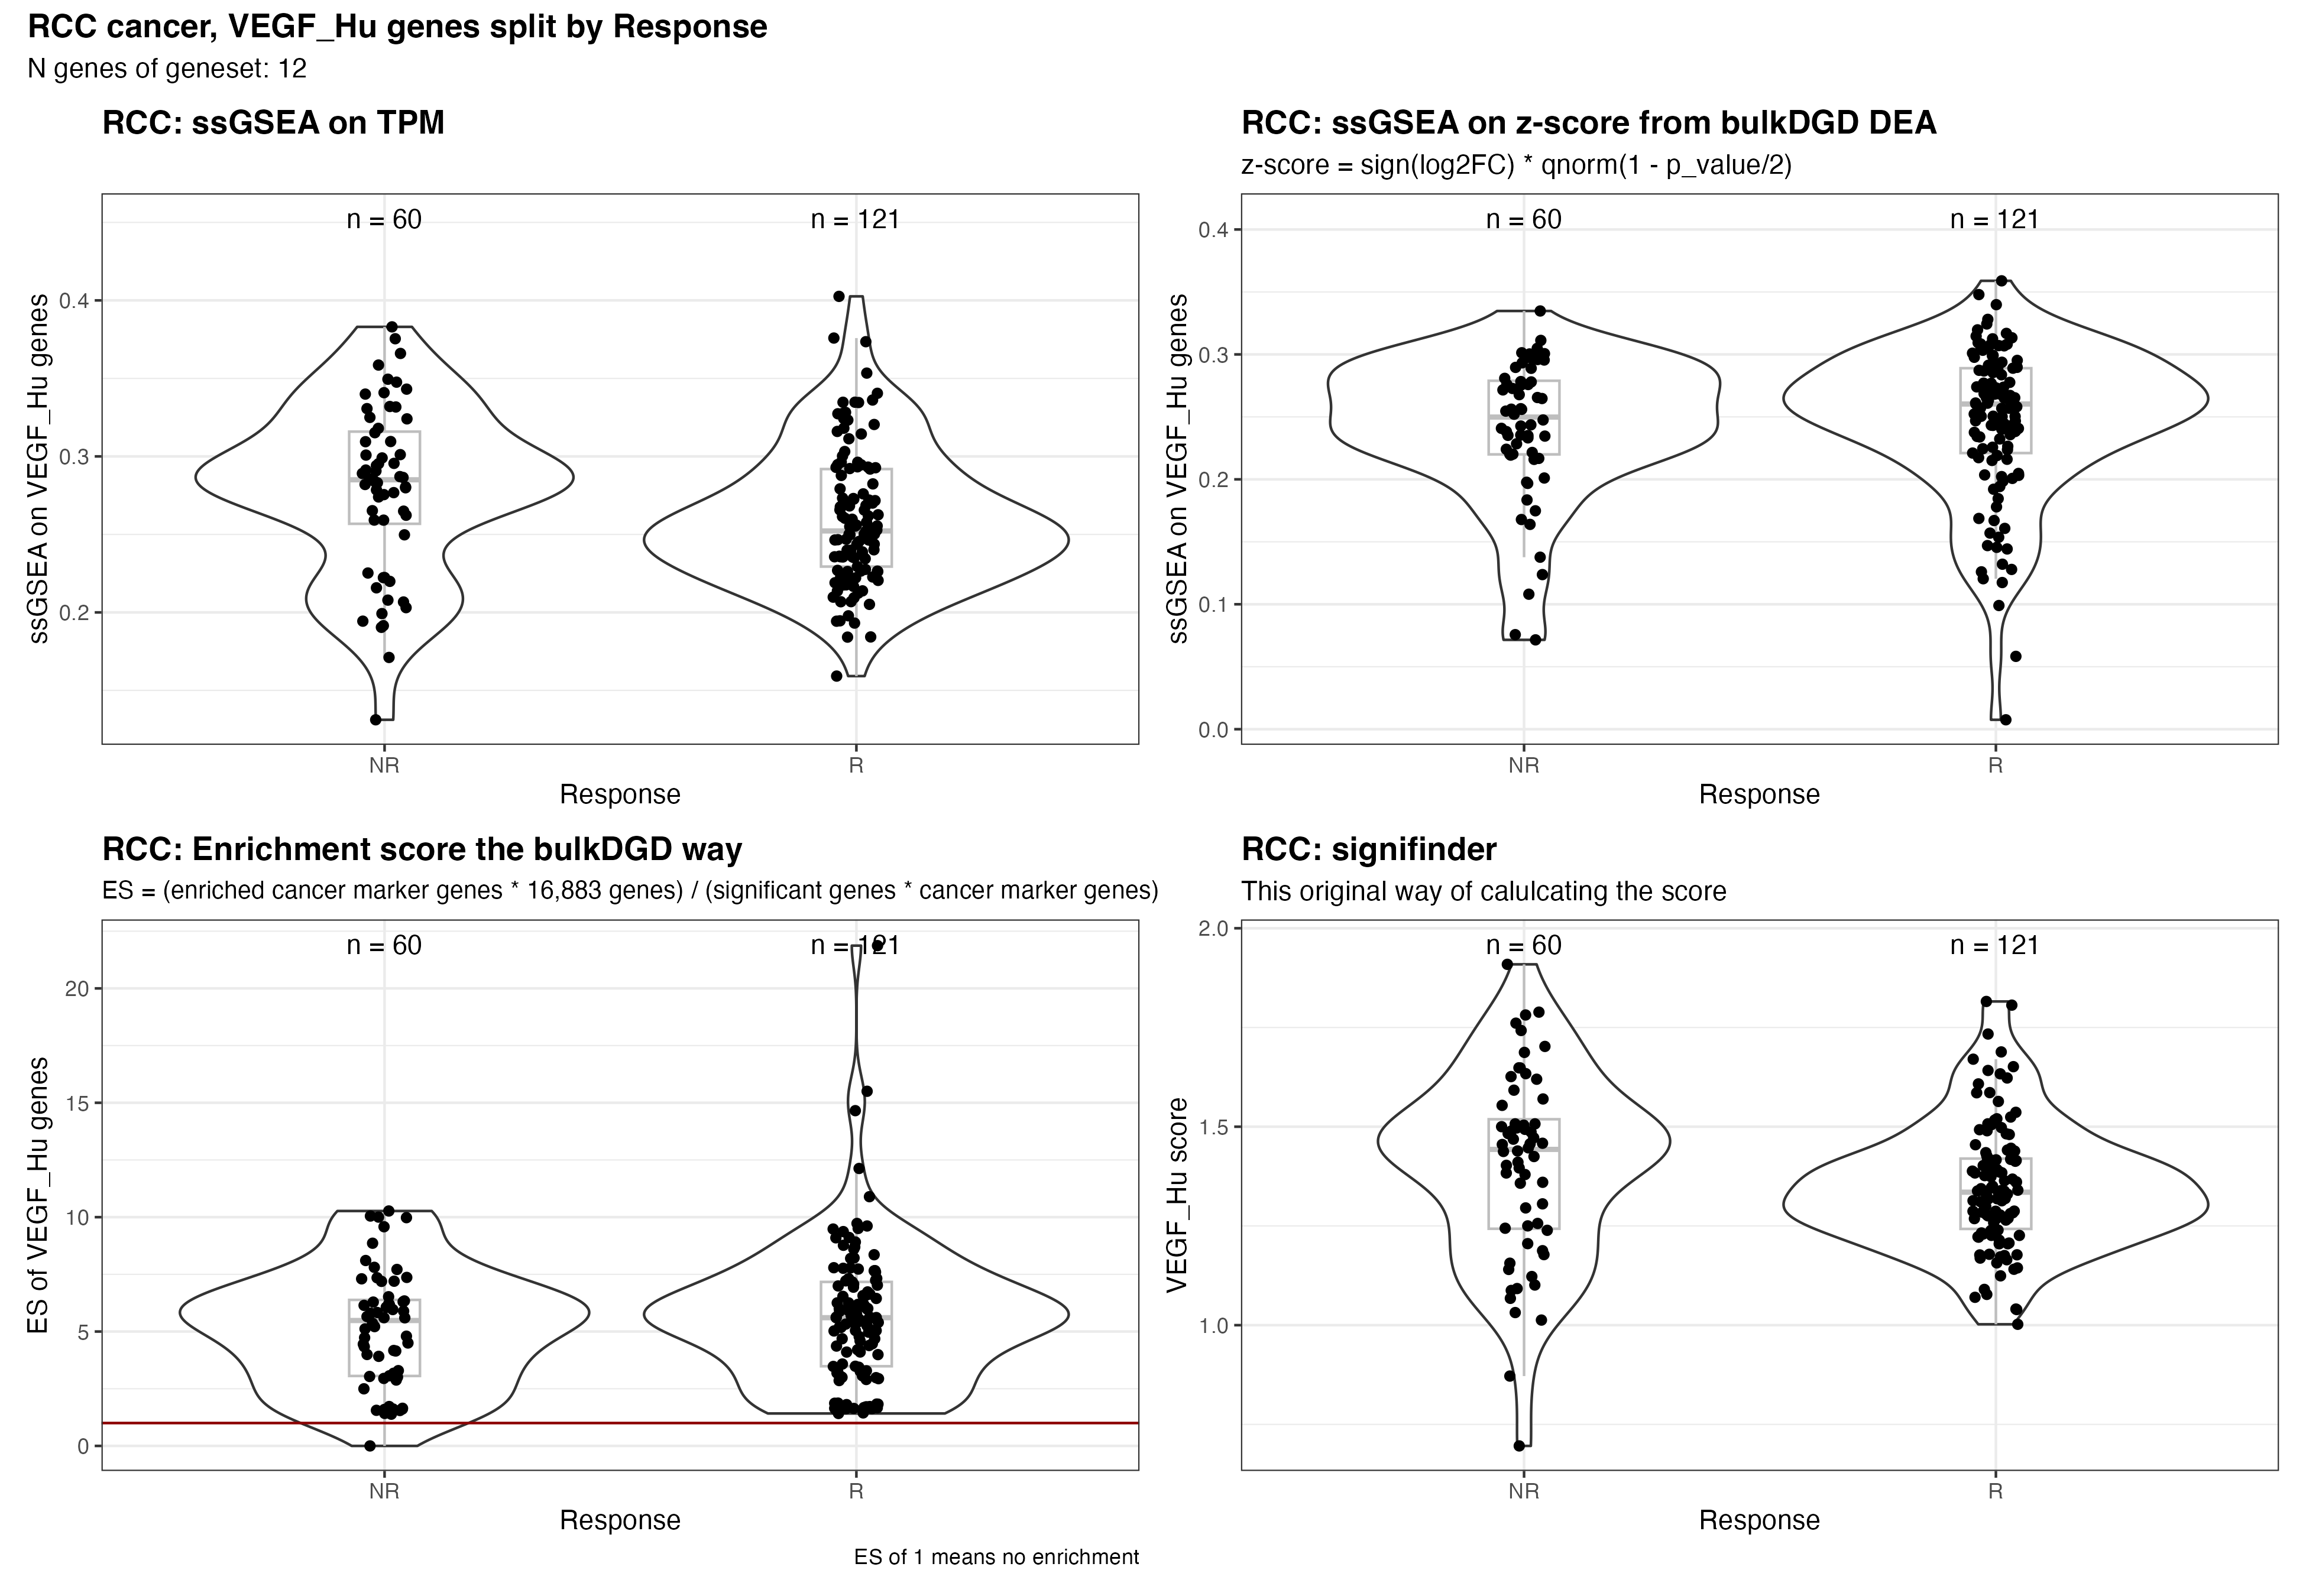 RCC cancer, VEGF_Hu genes split by Response
N genes of geneset: 12
RCC: ssGSEA on TPM
n = 60
n = 121
0.4
0.3
0.2
ssGSEA on VEGF_Hu genes
NR
R
Response
RCC: ssGSEA on z-score from bulkDGD DEA
z-score = sign(log2FC) * qnorm(1 - p_value/2)
n = 60
n = 121
0.4
0.3
0.2
0.1
0.0
ssGSEA on VEGF_Hu genes
NR
R
Response
RCC: Enrichment score the bulkDGD way
ES = (enriched cancer marker genes * 16,883 genes) / (significant genes * cancer marker genes)
n = 60
n = 121
20
15
10
5
0
ES of VEGF_Hu genes
NR
R
Response
ES of 1 means no enrichment
RCC: signifinder
This original way of calulcating the score
n = 60
n = 121
2.0
1.5
1.0
VEGF_Hu score
NR
R
Response